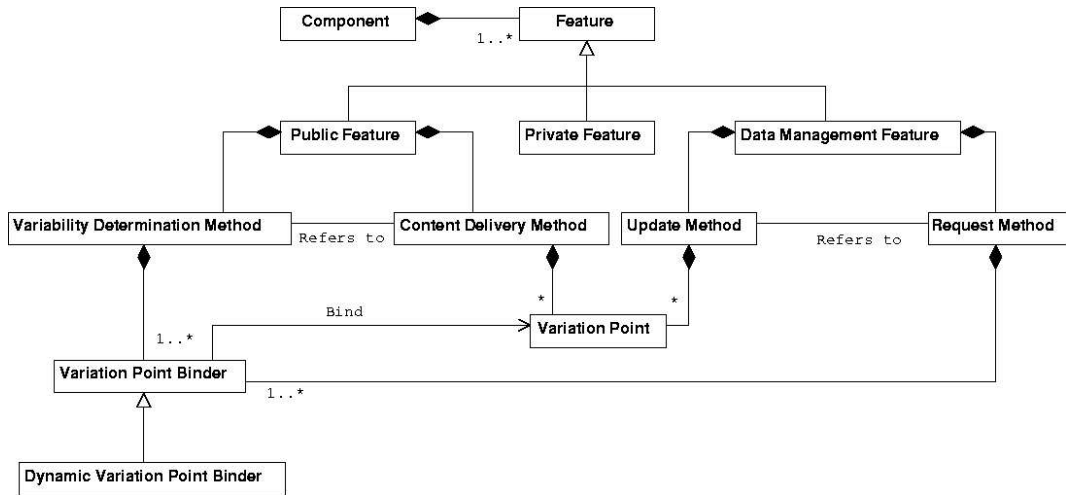 Component
Feature
1..*
Public Feature
Private Feature
Data Management Feature
Variability Determination Method
Content Delivery Method
Update Method
Request Method
Refers to
Refers to
*
*
Bind
Variation Point
1..*
Variation Point Binder
1..*
Dynamic Variation Point Binder